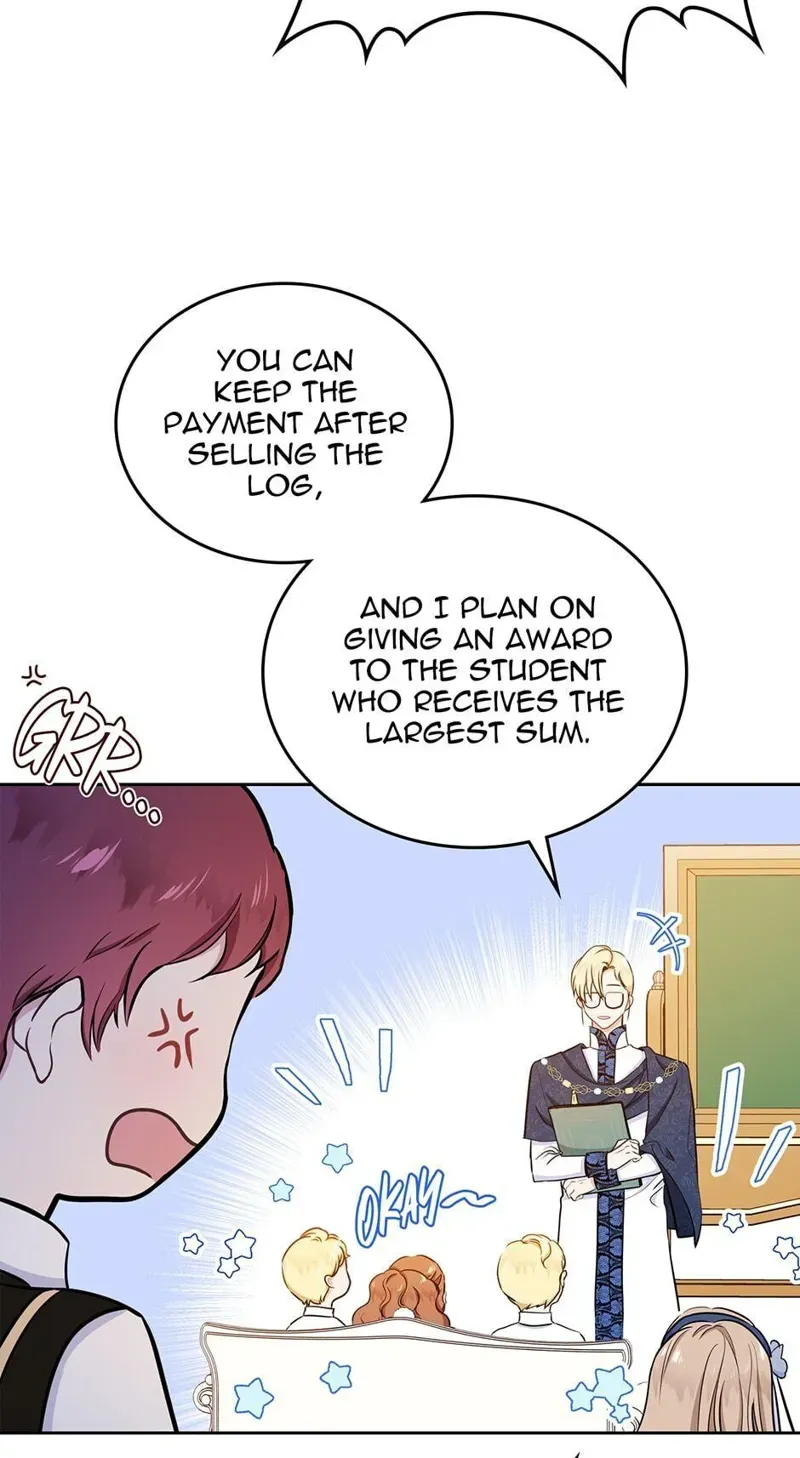 YOU CAN
KEEP THE
PAYMENT AFTER
SELLING THE
LOG,
AND I PLAN ON
GIVING AN AWARD
TO THE STUDENT
WHO RECEIVES THE
LARGEST SUM.
GRR...
OKAY~